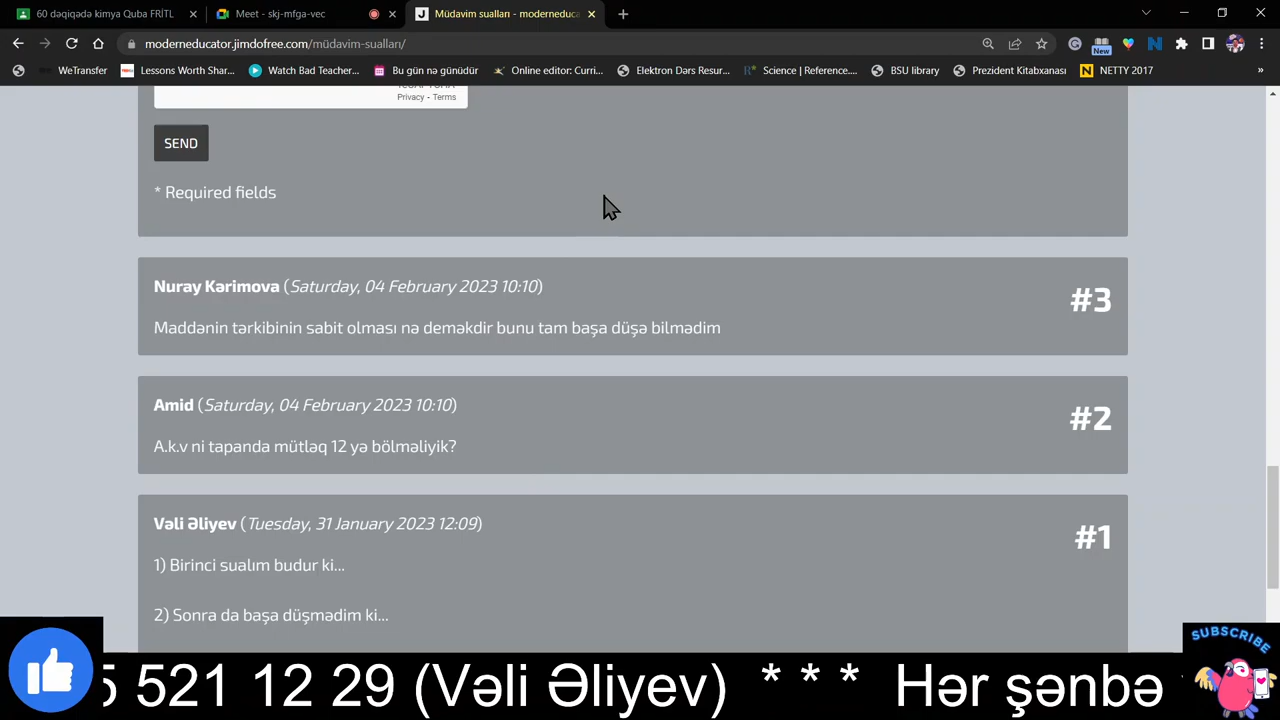 60 dəqiqədə kimya Quba FRİTL
Meet - skj-mfga-vec
Müdavim sualları - moderneduca
moderneducator.jimdofree.com/müdavim-sualları/
New
WeTransfer
Lessons Worth Shar...
Watch Bad Teacher...
Bu gün nə günüdür
Online editor: Curri...
Elektron Dərs Resur...
Science | Reference....
BSU library
Prezident Kitabxanası
NETTY 2017
Privacy - Terms
SEND
* Required fields
Nuray Kərimova (Saturday, 04 February 2023 10:10)
#3
Maddənin tərkibinin sabit olması nə deməkdir bunu tam başa düşə bilmədim
Amid (Saturday, 04 February 2023 10:10)
#2
A.k.v ni tapanda mütləq 12 yə bölməliyik?
Vəli Əliyev (Tuesday, 31 January 2023 12:09)
#1
1) Birinci sualım budur ki...
2) Sonra da başa düşmədim ki...
5 521 12 29 (Vəli Əliyev) * * * Hər şənbə
SUBSCRIBE